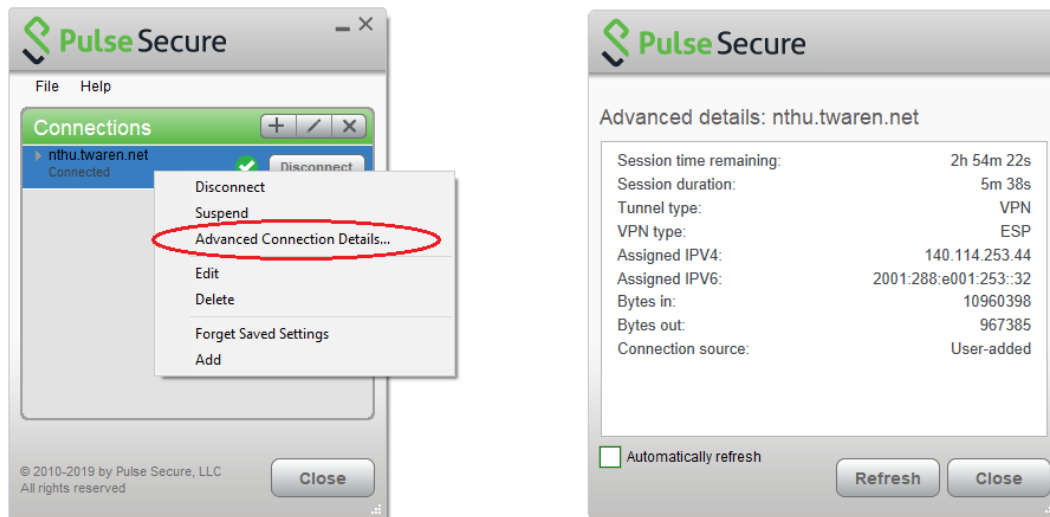 Pulse Secure
File Help
Connections
nthu.twaren.net
Connected
Disconnect
Disconnect
Suspend
Advanced Connection Details...
Edit
Delete
Forget Saved Settings
Add
© 2010-2019 by Pulse Secure, LLC
All rights reserved
Close
Pulse Secure
Advanced details: nthu.twaren.net
Session time remaining: 2h 54m 22s
Session duration: 5m 38s
Tunnel type: VPN
VPN type: ESP
Assigned IPV4: 140.114.253.44
Assigned IPV6: 2001:288:e001:253::32
Bytes in: 10960398
Bytes out: 967385
Connection source: User-added
Automatically refresh
Refresh Close